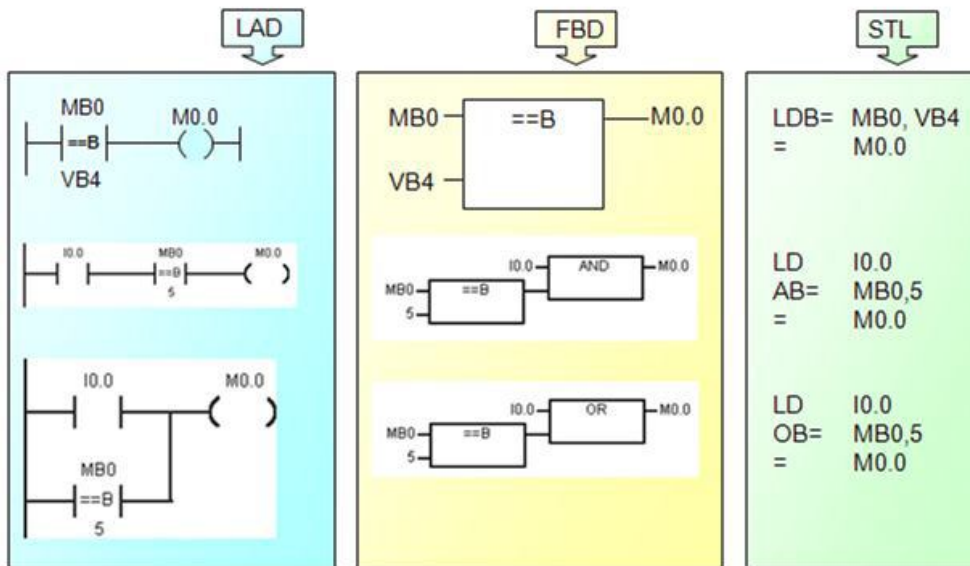 LAD
FBD
STL
MB0
M0.0
==B
VB4
I0.0
MB0
M0.0
==B
5
I0.0
M0.0
MB0
==B
5
MB0
==B
M0.0
VB4
I0.0
AND
M0.0
MB0
==B
5
I0.0
OR
M0.0
MB0
==B
5
LDB= MB0, VB4
= M0.0
LD I0.0
AB= MB0,5
= M0.0
LD I0.0
OB= MB0,5
= M0.0